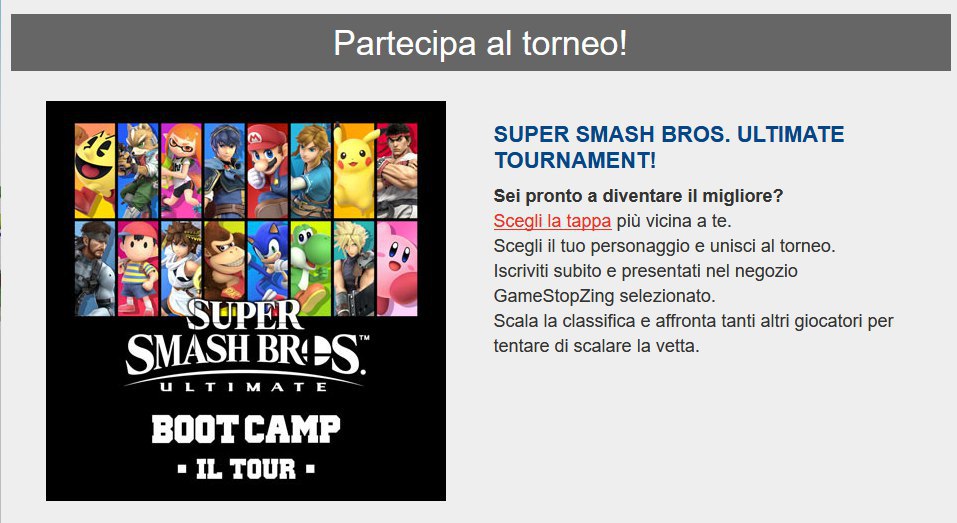 Partecipa al torneo!
SUPER SMASH BROS. ULTIMATE
TOURNAMENT!
Sei pronto a diventare il migliore?
Scegli la tappa più vicina a te.
Scegli il tuo personaggio e unisci al torneo.
Iscriviti subito e presentati nel negozio
GameStopZing selezionato.
Scala la classifica e affronta tanti altri giocatori per
tentare di scalare la vetta.
SUPER
SMASH BROS.™
ULTIMATE
BOOT CAMP
▪ IL TOUR ▪